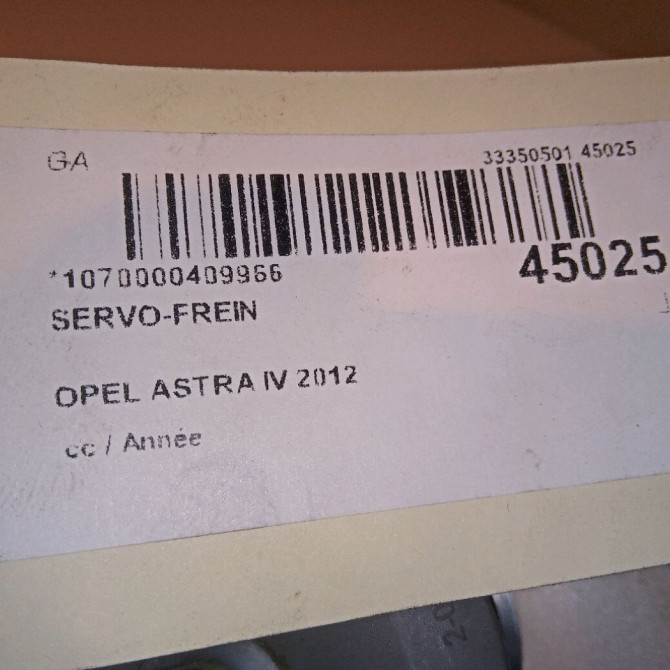 GA
33350501 45025
*1070000409966
45025
SERVO-FREIN
OPEL ASTRA IV 2012
cc / Année